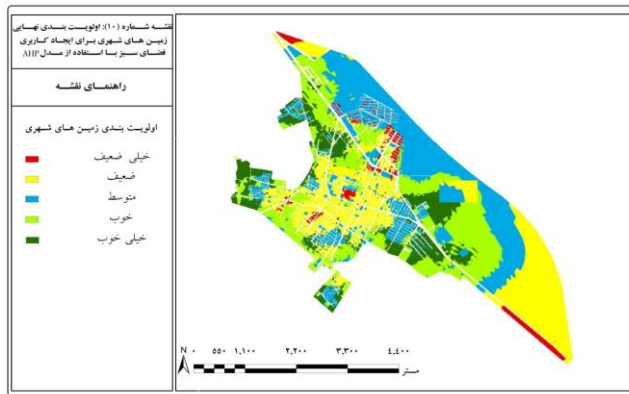 نقشه شماره (۱۰): اولویت بندی نهایی
زمین های شهری برای ایجاد کاربری
فضای سبز با استفاده از مدل AHP
راهنمای نقشه
اولویت بندی زمین های شهری
خیلی ضعیف
ضعیف
متوسط
خوب
خیلی خوب
N ۰ ۵۵۰ ۱,۱۰۰ ۲,۲۰۰ ۳,۳۰۰ ۴,۴۰۰
متر